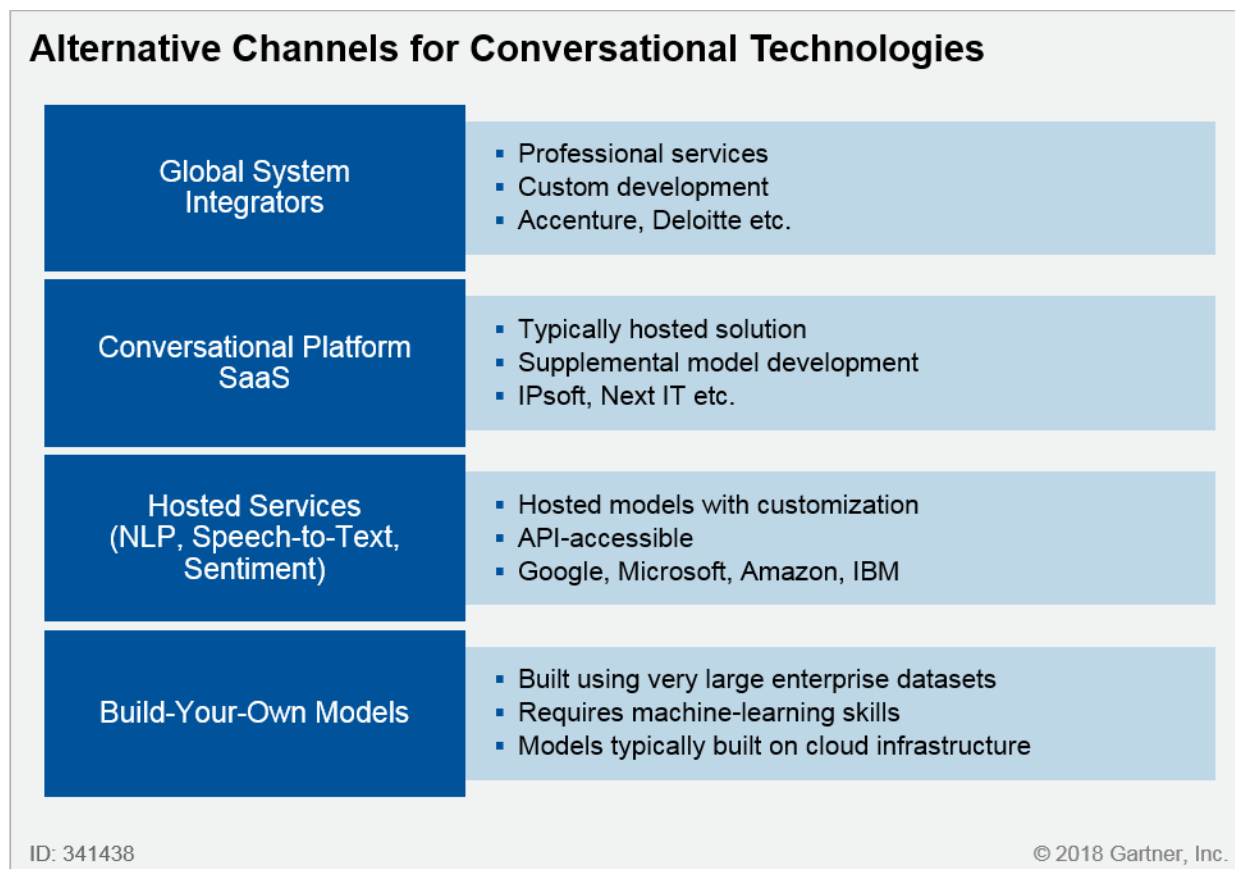 Alternative Channels for Conversational Technologies
Global System
Integrators
▪ Professional services
▪ Custom development
▪ Accenture, Deloitte etc.
Conversational Platform
SaaS
▪ Typically hosted solution
▪ Supplemental model development
▪ IPsoft, Next IT etc.
Hosted Services
(NLP, Speech-to-Text,
Sentiment)
▪ Hosted models with customization
▪ API-accessible
▪ Google, Microsoft, Amazon, IBM
Build-Your-Own Models
▪ Built using very large enterprise datasets
▪ Requires machine-learning skills
▪ Models typically built on cloud infrastructure
ID: 341438
© 2018 Gartner, Inc.